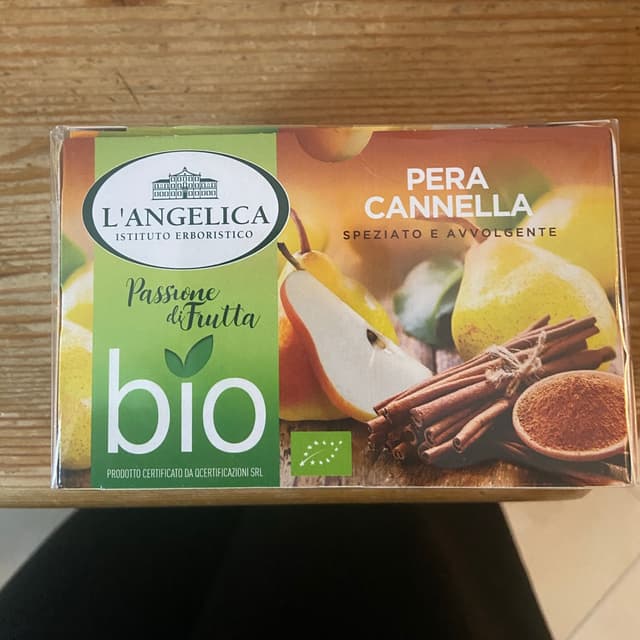 L'ANGELICA
ISTITUTO ERBORISTICO
Passione
di Frutta
bio
PRODOTTO CERTIFICATO DA QCERTIFICAZIONI SRL
PERA
CANNELLA
SPEZIATO E AVVOLGENTE